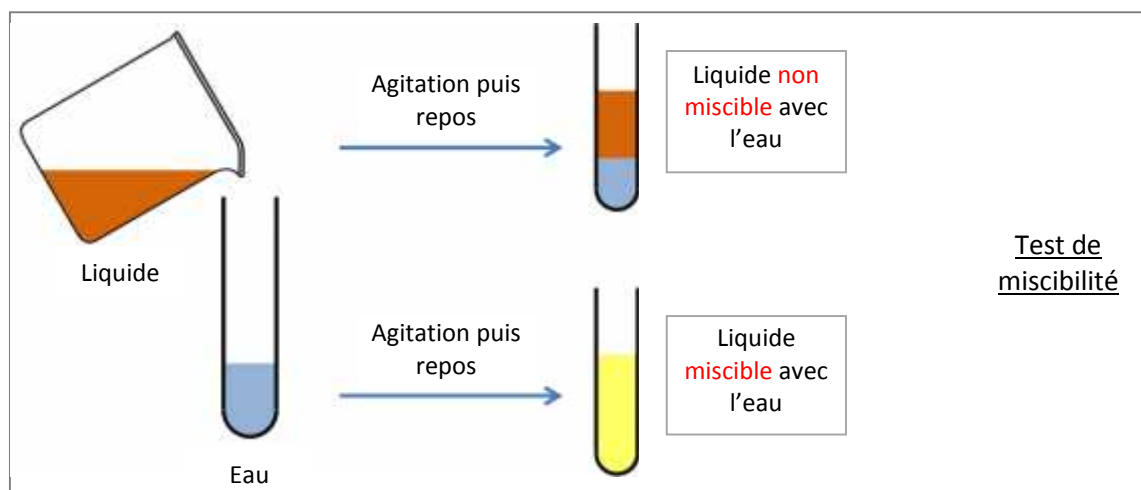 Agitation puis
repos
Liquide non
miscible avec
l’eau
Liquide
Test de
miscibilité
Agitation puis
repos
Liquide
miscible avec
l’eau
Eau